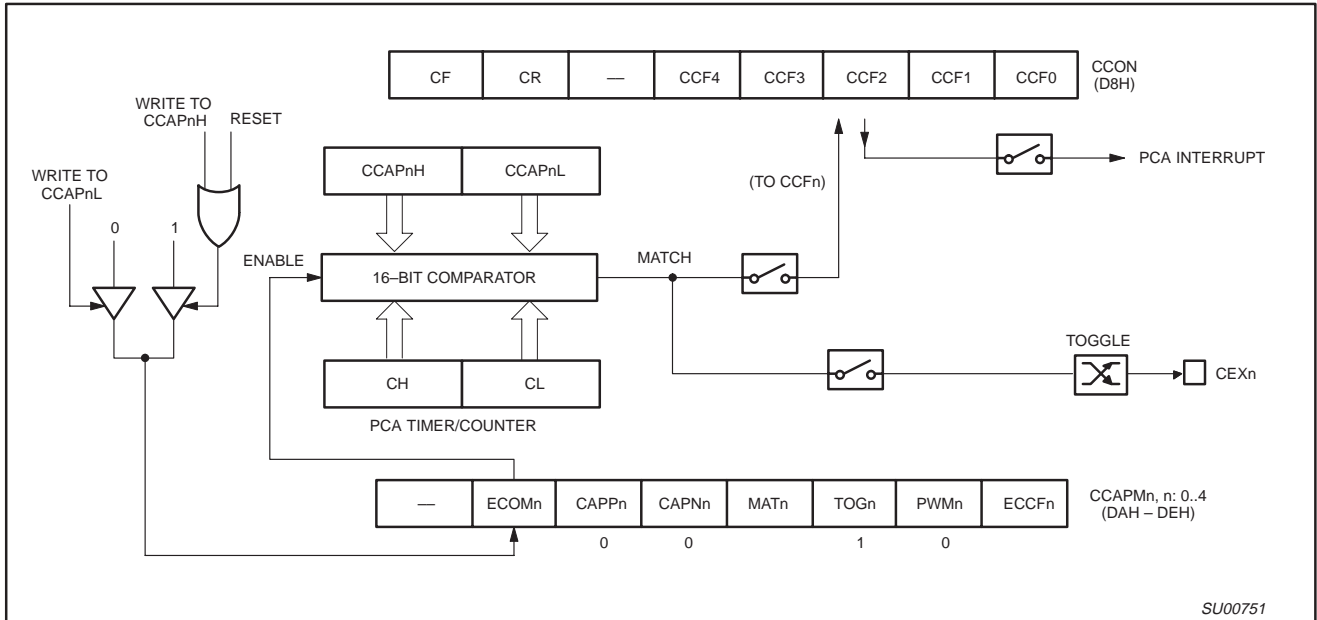 CF CR — CCF4 CCF3 CCF2 CCF1 CCF0
CCON
(D8H)
WRITE TO
CCAPnH
RESET
WRITE TO
CCAPnL
0 1
CCAPnH CCAPnL
(TO CCFn)
PCA INTERRUPT
ENABLE
16–BIT COMPARATOR
MATCH
TOGGLE
CH CL
CEXn
PCA TIMER/COUNTER
— ECOMn CAPPn CAPNn MATn TOGn PWMn ECCFn
CCAPMn, n: 0..4
(DAH – DEH)
0 0 1 0
SU00751